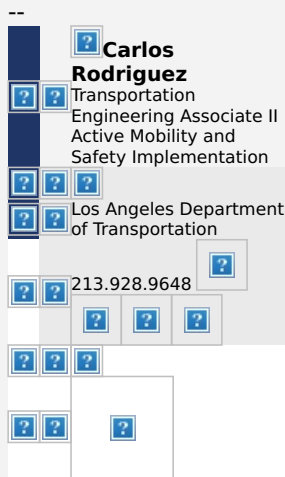 --
Carlos
Rodriguez
Transportation
Engineering Associate II
Active Mobility and
Safety Implementation
Los Angeles Department
of Transportation
213.928.9648